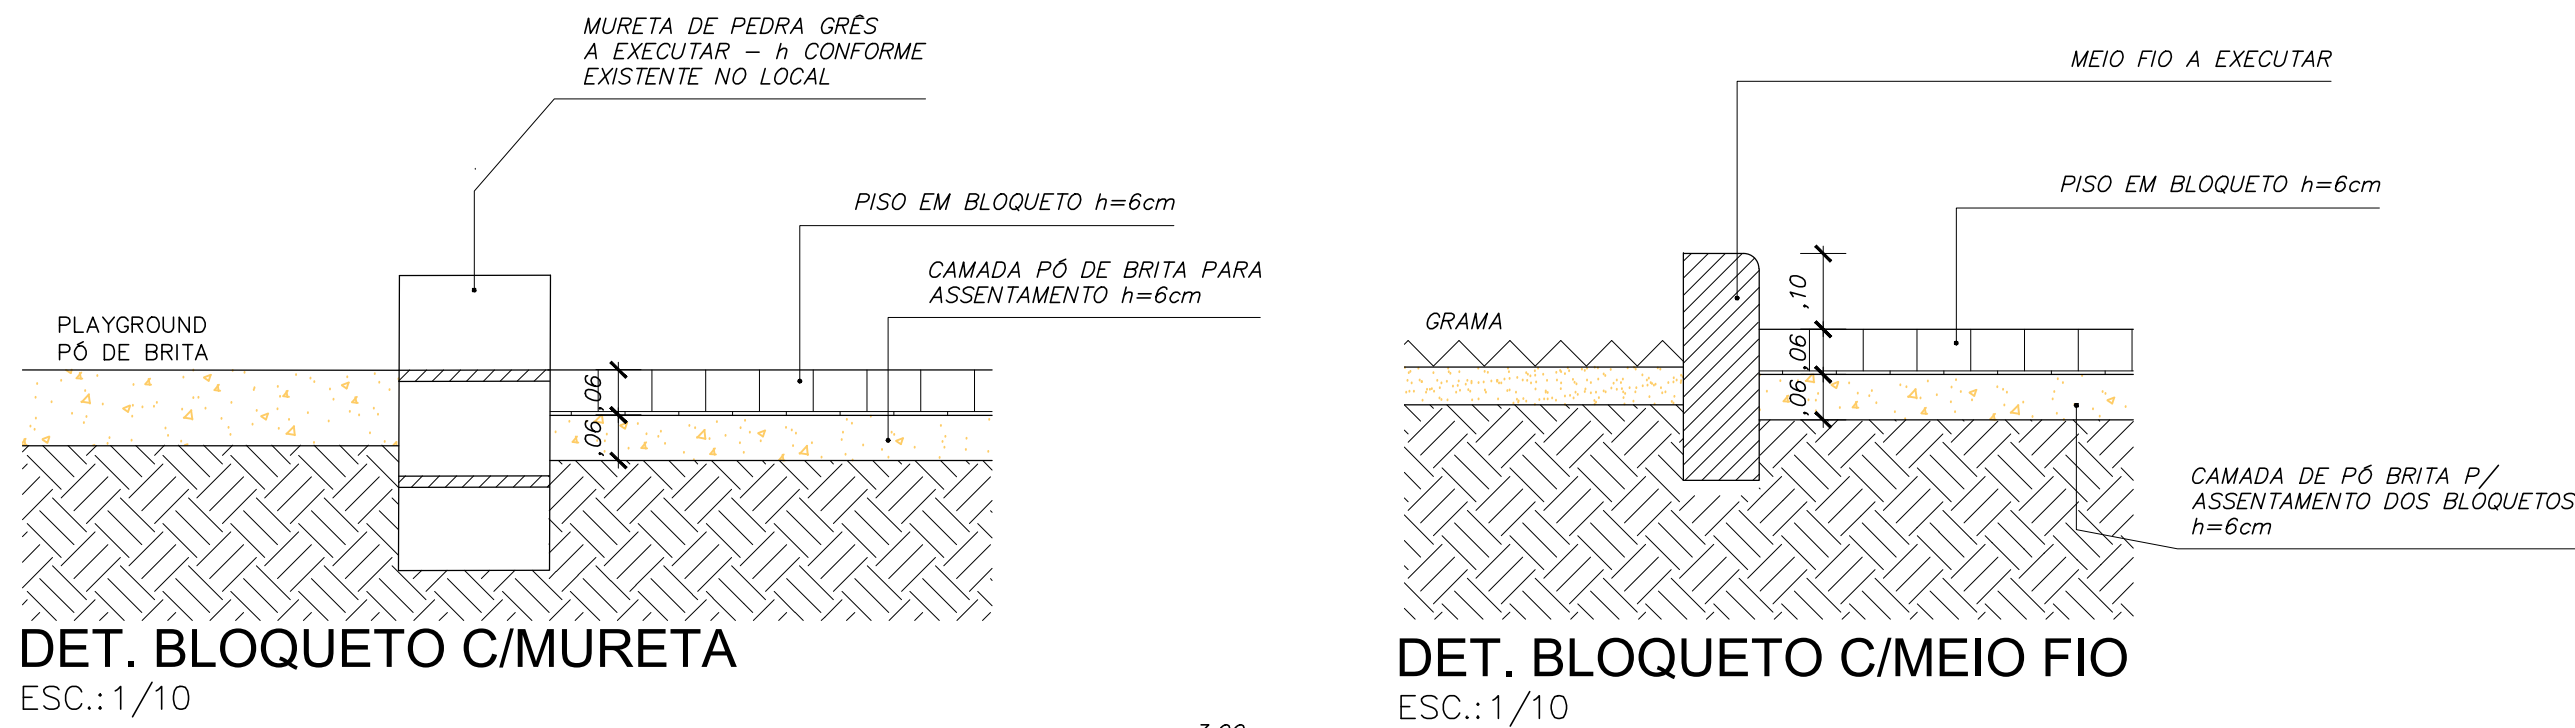 MURETA DE PEDRA GRÊS
A EXECUTAR – h CONFORME
EXISTENTE NO LOCAL
PISO EM BLOQUETO h=6cm
CAMADA PÓ DE BRITA PARA
ASSENTAMENTO h=6cm
PLAYGROUND
PÓ DE BRITA
,06
,06
DET. BLOQUETO C/MURETA
ESC.: 1/10
MEIO FIO A EXECUTAR
PISO EM BLOQUETO h=6cm
GRAMA
,10
,06
,06
CAMADA DE PÓ BRITA P/
ASSENTAMENTO DOS BLOQUETOS
h=6cm
DET. BLOQUETO C/MEIO FIO
ESC.: 1/10